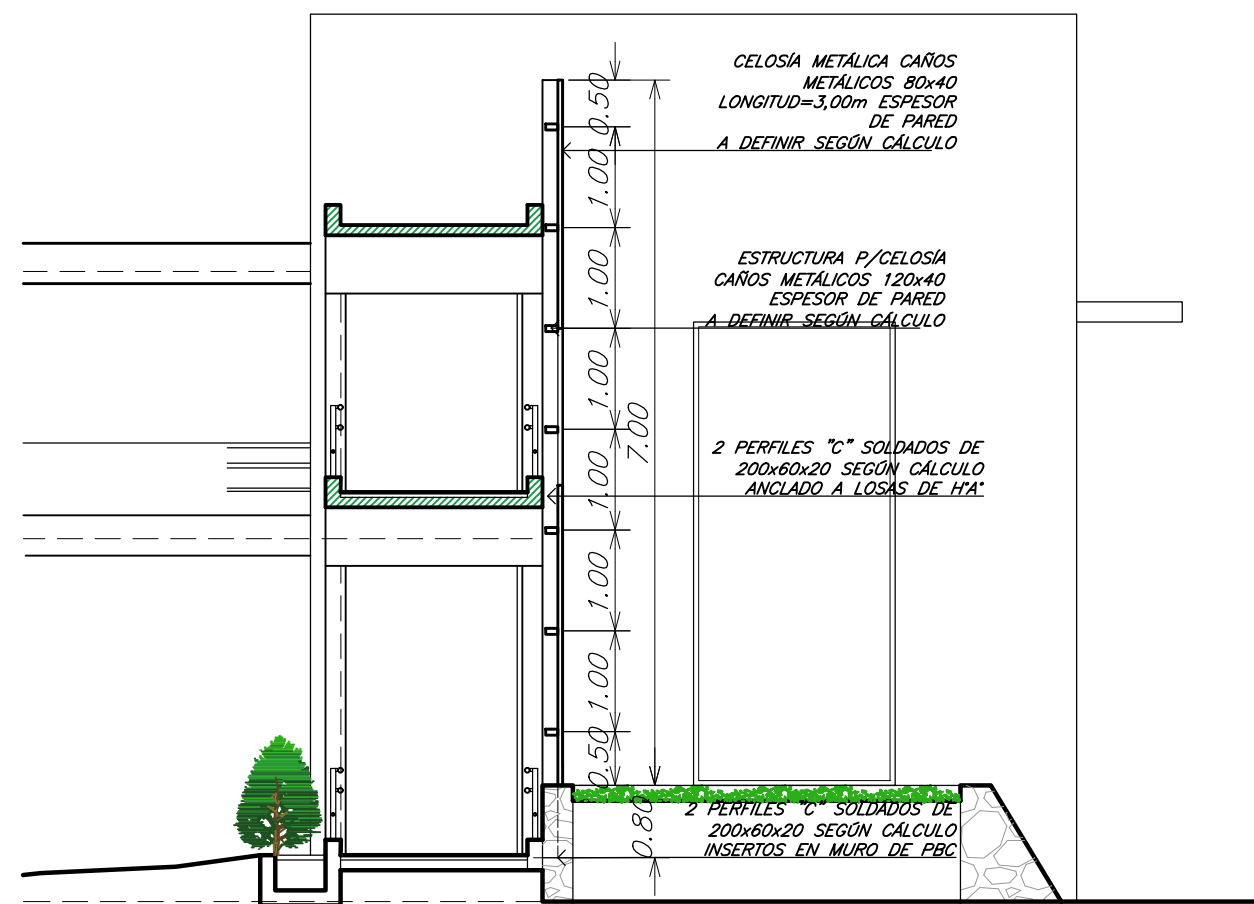 CELOSÍA METÁLICA CAÑOS
METÁLICOS 80x40
LONGITUD=3,00m ESPESOR
DE PARED
A DEFINIR SEGÚN CÁLCULO
ESTRUCTURA P/CELOSÍA
CAÑOS METÁLICOS 120x40
ESPESOR DE PARED
A DEFINIR SEGÚN CÁLCULO
2 PERFILES "C" SOLDADOS DE
200x60x20 SEGÚN CÁLCULO
ANCLADO A LOSAS DE H°A°
2 PERFILES "C" SOLDADOS DE
200x60x20 SEGÚN CÁLCULO
INSERTOS EN MURO DE PBC
0.50
1.00
1.00
1.00
1.00
1.00
1.00
0.50
7.00
0.80